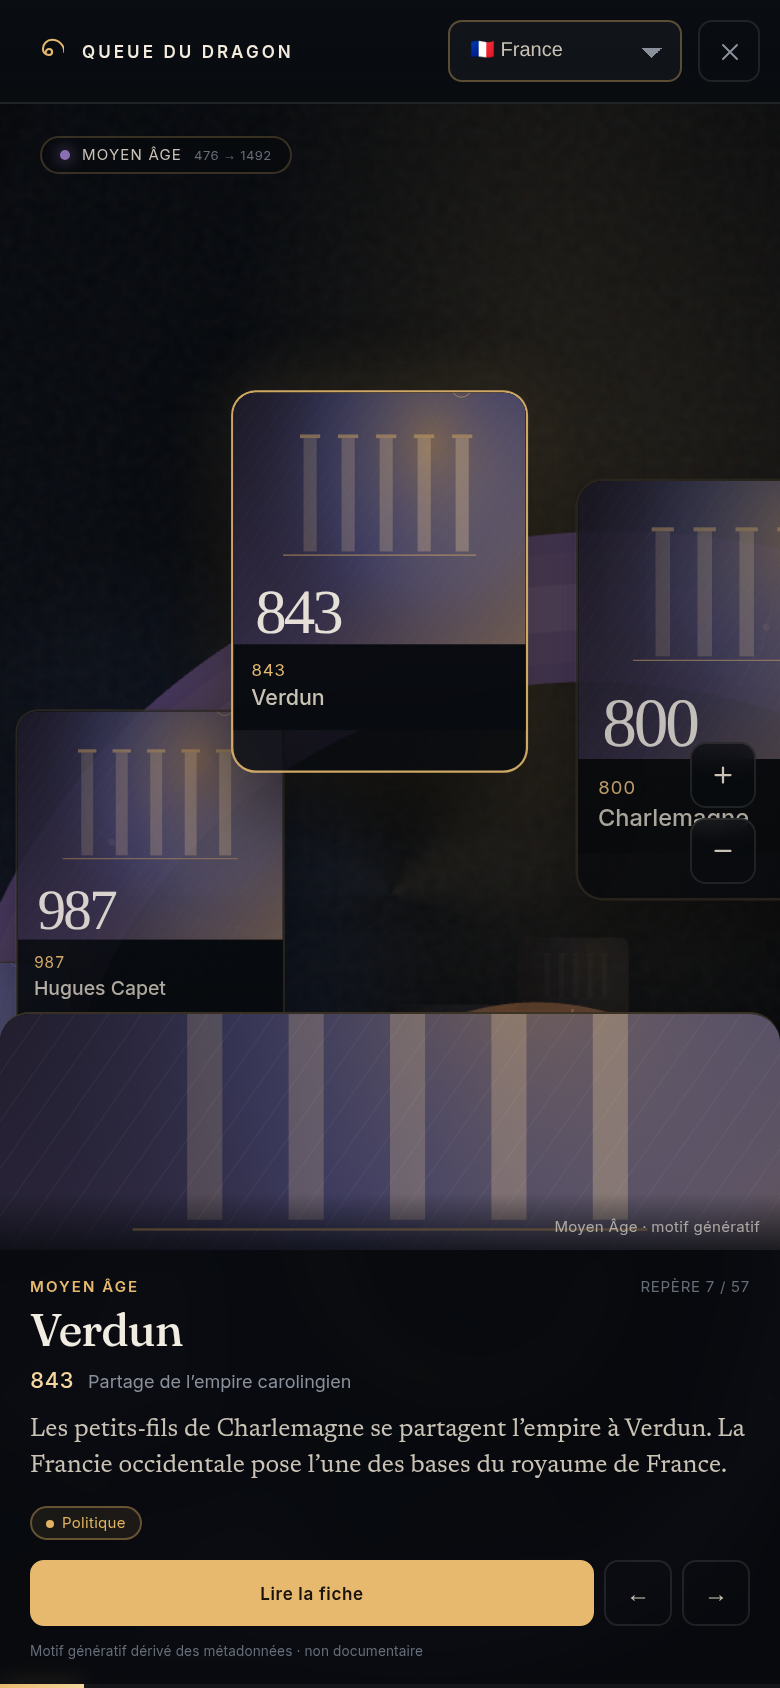 QUEUE DU DRAGON
🇫🇷 France
MOYEN ÂGE 476 → 1492
843
843
Verdun
800
800
Charlemagne
+
−
987
987
Hugues Capet
Moyen Âge · motif génératif
MOYEN ÂGE
REPÈRE 7 / 57
Verdun
843 Partage de l’empire carolingien
Les petits-fils de Charlemagne se partagent l’empire à Verdun. La
Francie occidentale pose l’une des bases du royaume de France.
Politique
Lire la fiche
← →
Motif génératif dérivé des métadonnées · non documentaire